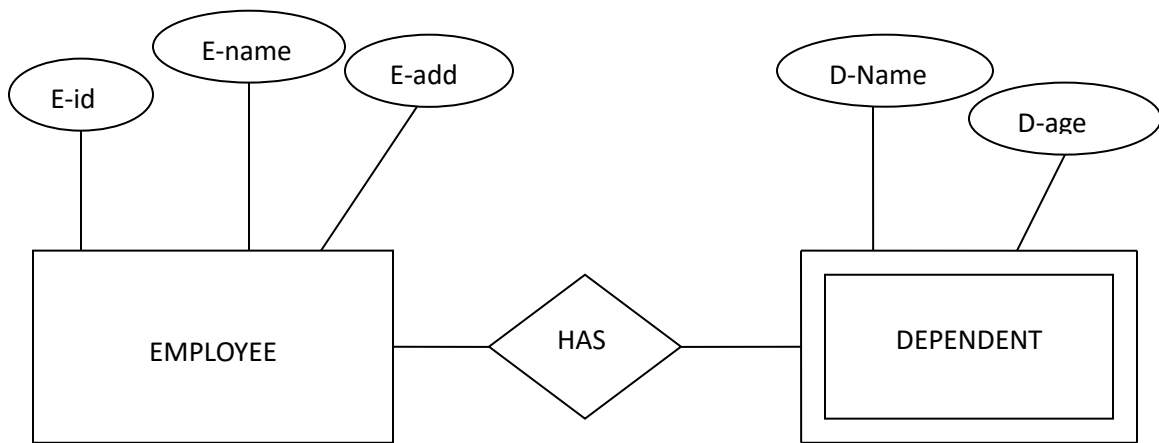 E-id
E-name
E-add
D-Name
D-age
EMPLOYEE
HAS
DEPENDENT